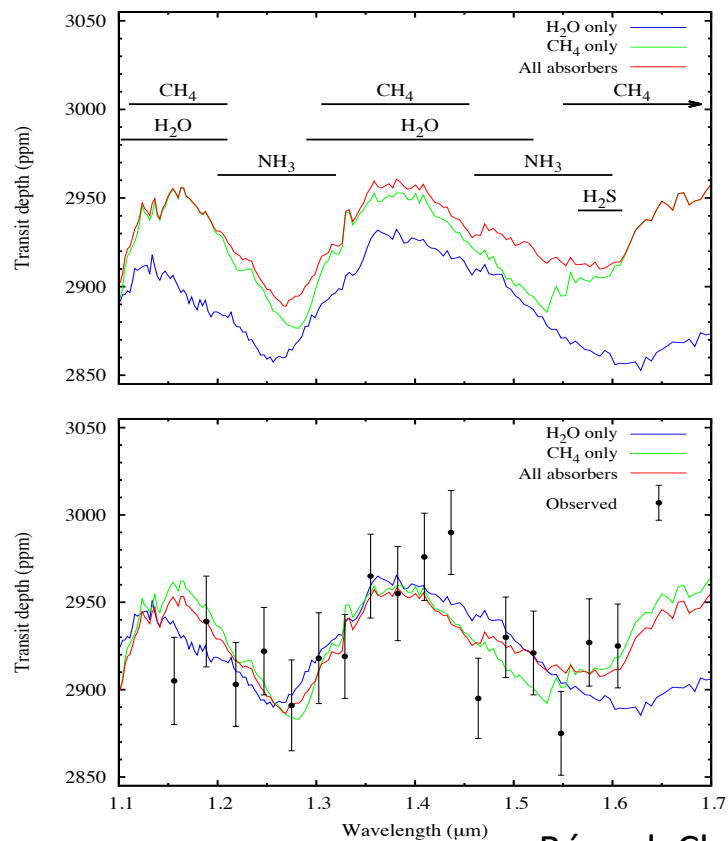 3050
3000
2950
2900
2850
Transit depth (ppm)
H₂O only
CH₄ only
All absorbers
CH₄
CH₄
CH₄
H₂O
H₂O
NH₃
NH₃
H₂S
3050
3000
2950
2900
2850
Transit depth (ppm)
H₂O only
CH₄ only
All absorbers
Observed
1.1 1.2 1.3 1.4 1.5 1.6 1.7
Wavelength (μm)